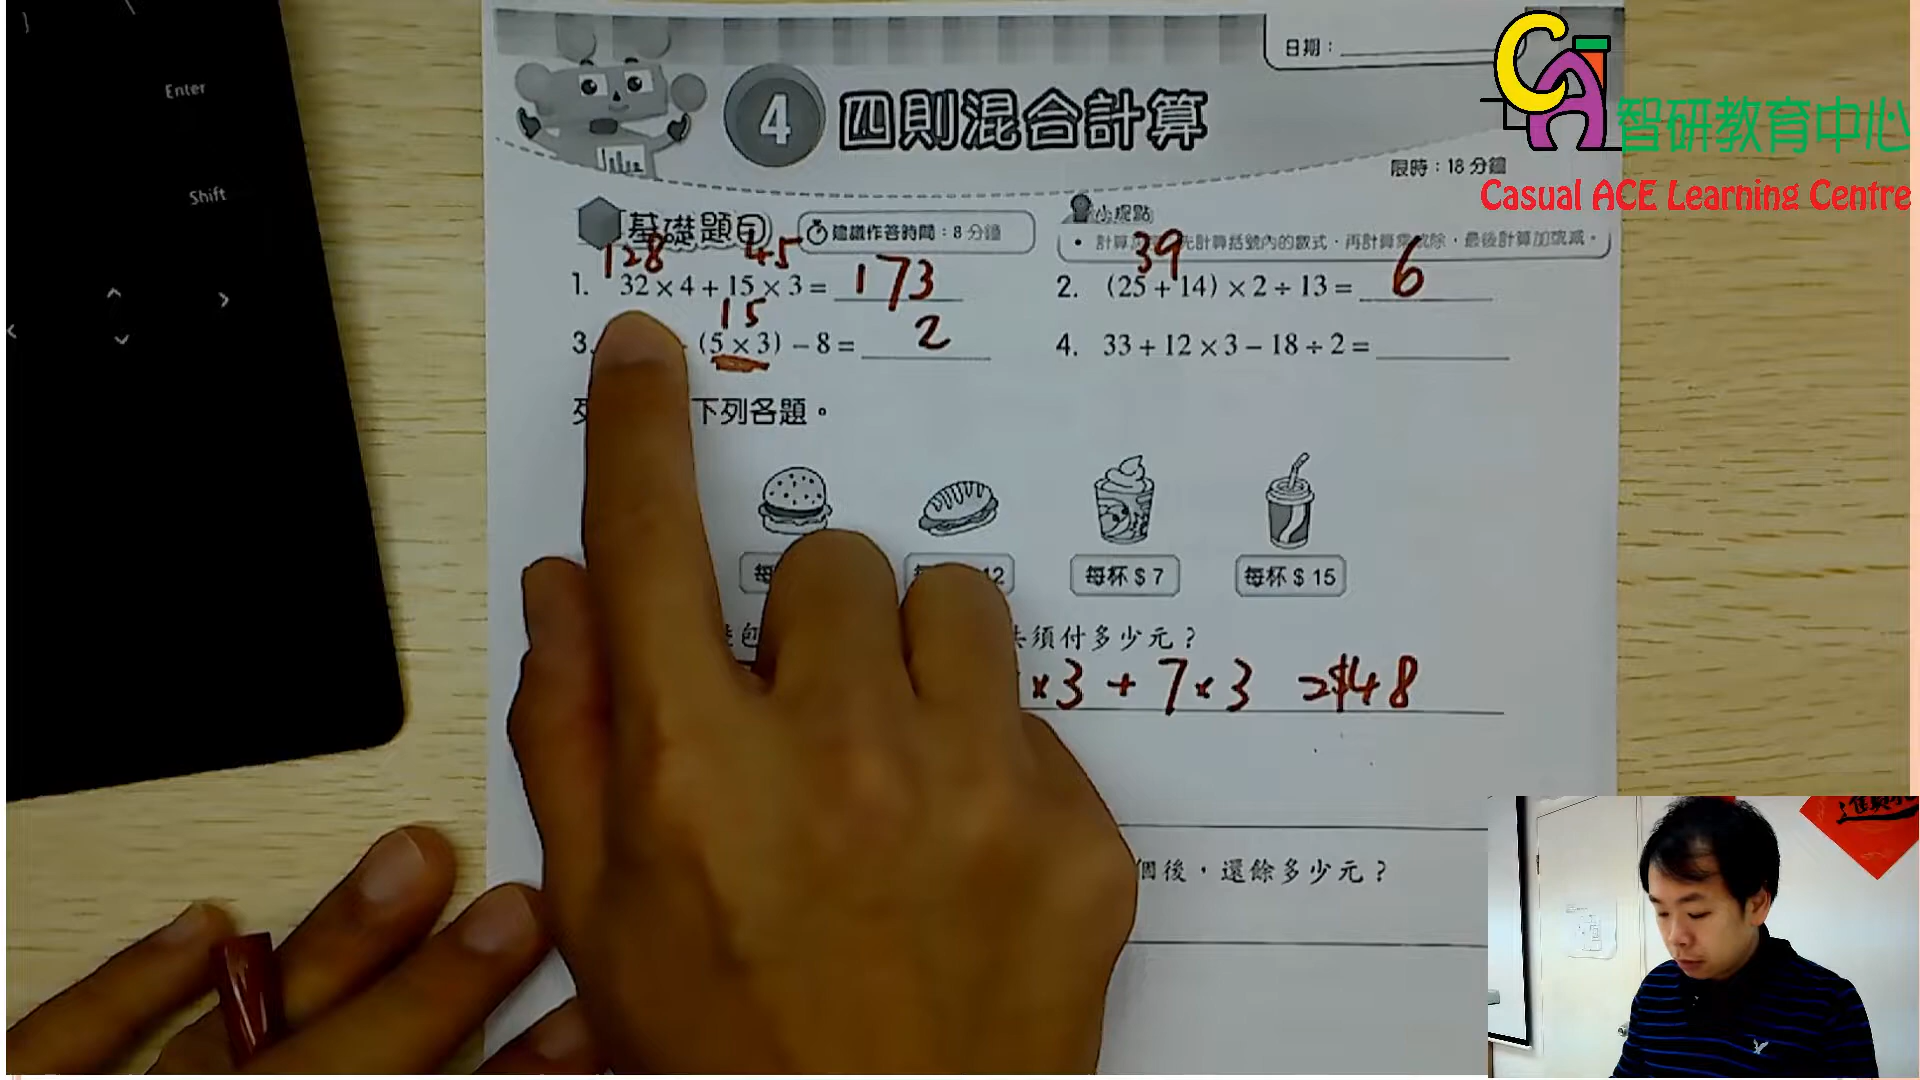 Enter
Shift
日期：
4 四則混合計算
智研教育中心
Casual ACE Learning Centre
限時：18 分鐘
基礎題目
建議作答時間：8 分鐘
小提點
128 45
1. 32 × 4 + 15 × 3 = 173
39
2. (25 + 14) × 2 ÷ 13 = 6
15
3. (5 × 3) − 8 = 2
4. 33 + 12 × 3 − 18 ÷ 2 =
下列各題。
每
12
每杯 $ 7
每杯 $ 15
須付多少元？
× 3 + 7 × 3 = $48
個後，還餘多少元？